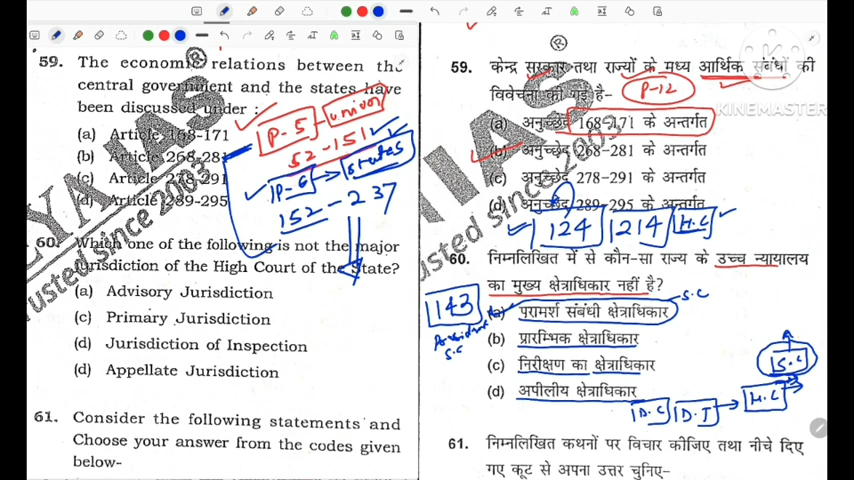 59. The economic relations between the
central government and the states have
been discussed under :
(a) Article 168-171
(b) Article 268-281
(c) Article 278-291
(d) Article 289-295
P-5
univon
52-151
P-6
states
152-237
60. Which one of the following is not the major
Jurisdiction of the High Court of the State?
(a) Advisory Jurisdiction
(c) Primary Jurisdiction
(d) Jurisdiction of Inspection
(d) Appellate Jurisdiction
61. Consider the following statements and
Choose your answer from the codes given
below-
59. केन्द्र सरकार तथा राज्यों के मध्य आर्थिक संबंधों की
विवेचना की गई है-
P-12
(a) अनुच्छेद 168-171 के अन्तर्गत
(b) अनुच्छेद 268-281 के अन्तर्गत
(c) अनुच्छेद 278-291 के अन्तर्गत
(d) अनुच्छेद 289-295 के अन्तर्गत
124 214 H.C
60. निम्नलिखित में से कौन-सा राज्य के उच्च न्यायालय
का मुख्य क्षेत्राधिकार नहीं है?
143
S.C
(a) परामर्श संबंधी क्षेत्राधिकार
(b) प्रारम्भिक क्षेत्राधिकार
(c) निरीक्षण का क्षेत्राधिकार
(d) अपीलीय क्षेत्राधिकार
S.C
S.C
D.C D.J H.C
61. निम्नलिखित कथनों पर विचार कीजिए तथा नीचे दिए
गए कूट से अपना उत्तर चुनिए-
YAIAS
Trusted since 2003
Trusted since 2003
KINEMASTER